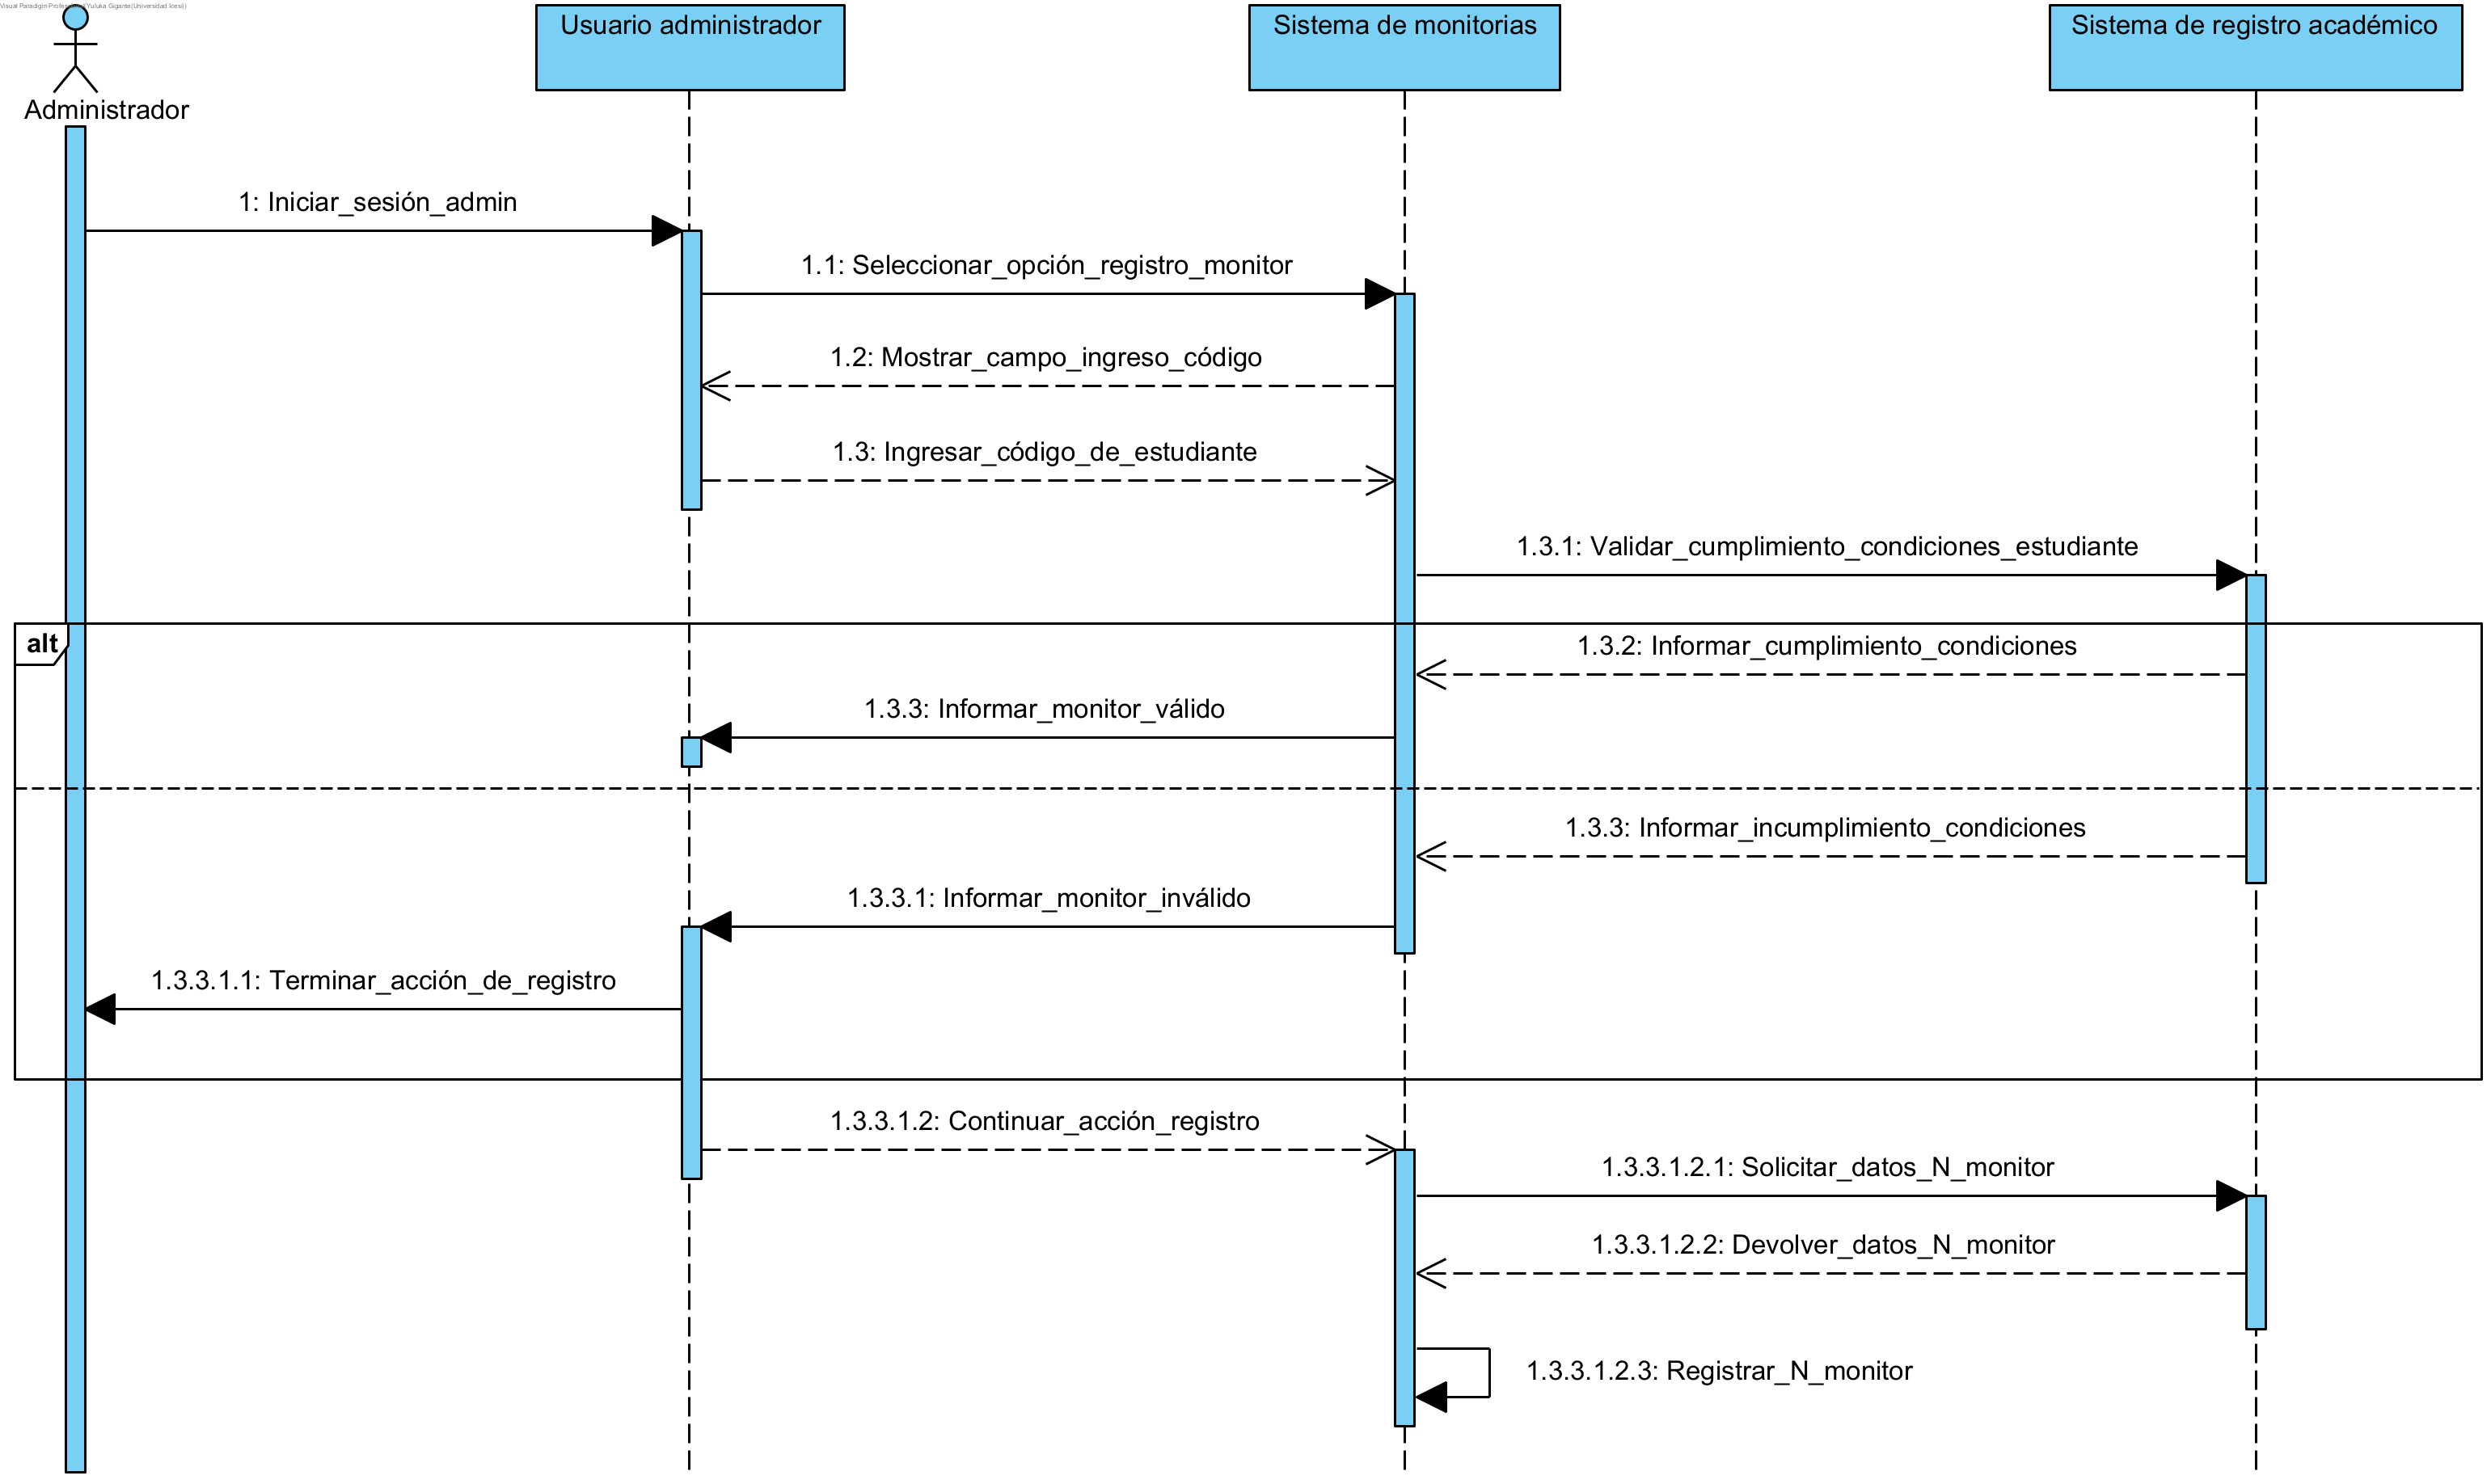 Visual Paradigm Professional(Yuluka Gigante(Universidad Icesi))
Administrador
Usuario administrador
Sistema de monitorias
Sistema de registro académico
1: Iniciar_sesión_admin
1.1: Seleccionar_opción_registro_monitor
1.2: Mostrar_campo_ingreso_código
1.3: Ingresar_código_de_estudiante
1.3.1: Validar_cumplimiento_condiciones_estudiante
alt
1.3.2: Informar_cumplimiento_condiciones
1.3.3: Informar_monitor_válido
1.3.3: Informar_incumplimiento_condiciones
1.3.3.1: Informar_monitor_inválido
1.3.3.1.1: Terminar_acción_de_registro
1.3.3.1.2: Continuar_acción_registro
1.3.3.1.2.1: Solicitar_datos_N_monitor
1.3.3.1.2.2: Devolver_datos_N_monitor
1.3.3.1.2.3: Registrar_N_monitor